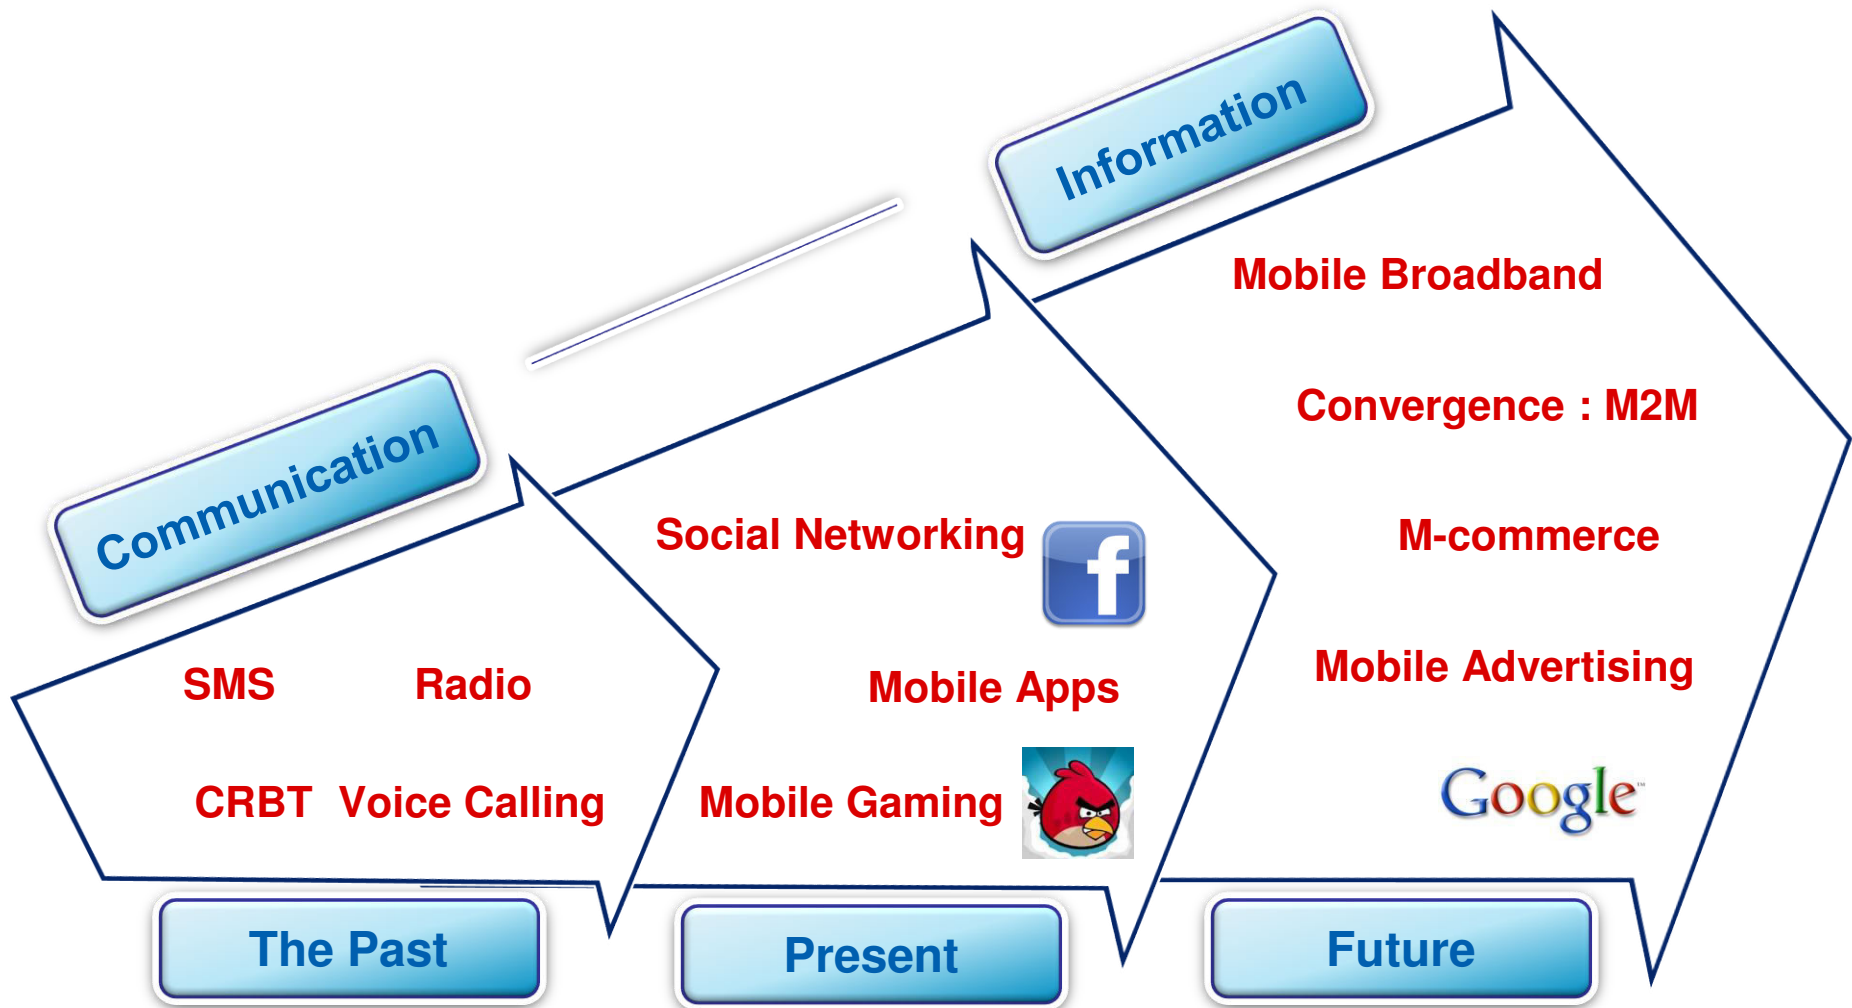 Information
Communication
Mobile Broadband
Convergence : M2M
Social Networking
f
M-commerce
SMS
Radio
Mobile Apps
Mobile Advertising
CRBT
Voice Calling
Mobile Gaming
Google™
The Past
Present
Future